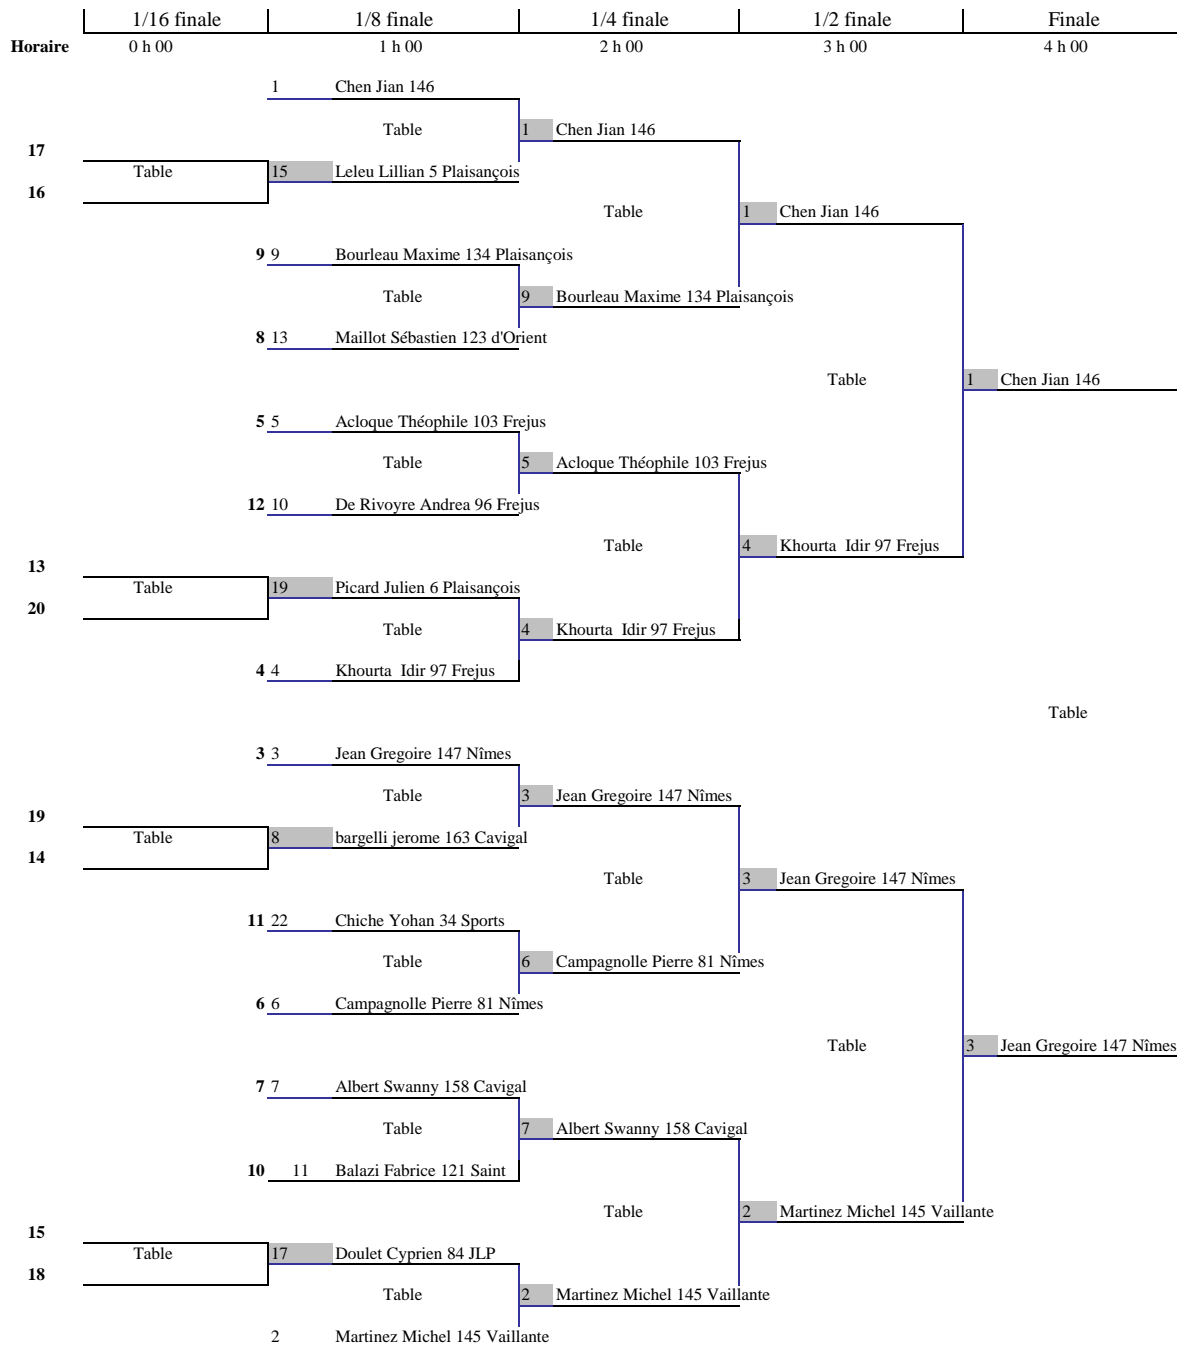 1/16 finale 1/8 finale 1/4 finale 1/2 finale Finale
Horaire 0 h 00 1 h 00 2 h 00 3 h 00 4 h 00
1 Chen Jian 146
Table 1 Chen Jian 146
17
Table 15 Leleu Lillian 5 Plaisançois
16
Table 1 Chen Jian 146
9 9 Bourleau Maxime 134 Plaisançois
Table 9 Bourleau Maxime 134 Plaisançois
8 13 Maillot Sébastien 123 d'Orient
Table 1 Chen Jian 146
5 5 Acloque Théophile 103 Frejus
Table 5 Acloque Théophile 103 Frejus
12 10 De Rivoyre Andrea 96 Frejus
Table 4 Khourta  Idir 97 Frejus
13
Table 19 Picard Julien 6 Plaisançois
20
Table 4 Khourta  Idir 97 Frejus
4 4 Khourta  Idir 97 Frejus
Table
3 3 Jean Gregoire 147 Nîmes
Table 3 Jean Gregoire 147 Nîmes
19
Table 8 bargelli jerome 163 Cavigal
14
Table 3 Jean Gregoire 147 Nîmes
11 22 Chiche Yohan 34 Sports
Table 6 Campagnolle Pierre 81 Nîmes
6 6 Campagnolle Pierre 81 Nîmes
Table 3 Jean Gregoire 147 Nîmes
7 7 Albert Swanny 158 Cavigal
Table 7 Albert Swanny 158 Cavigal
10 11 Balazi Fabrice 121 Saint
Table 2 Martinez Michel 145 Vaillante
15
Table 17 Doulet Cyprien 84 JLP
18
Table 2 Martinez Michel 145 Vaillante
2 Martinez Michel 145 Vaillante